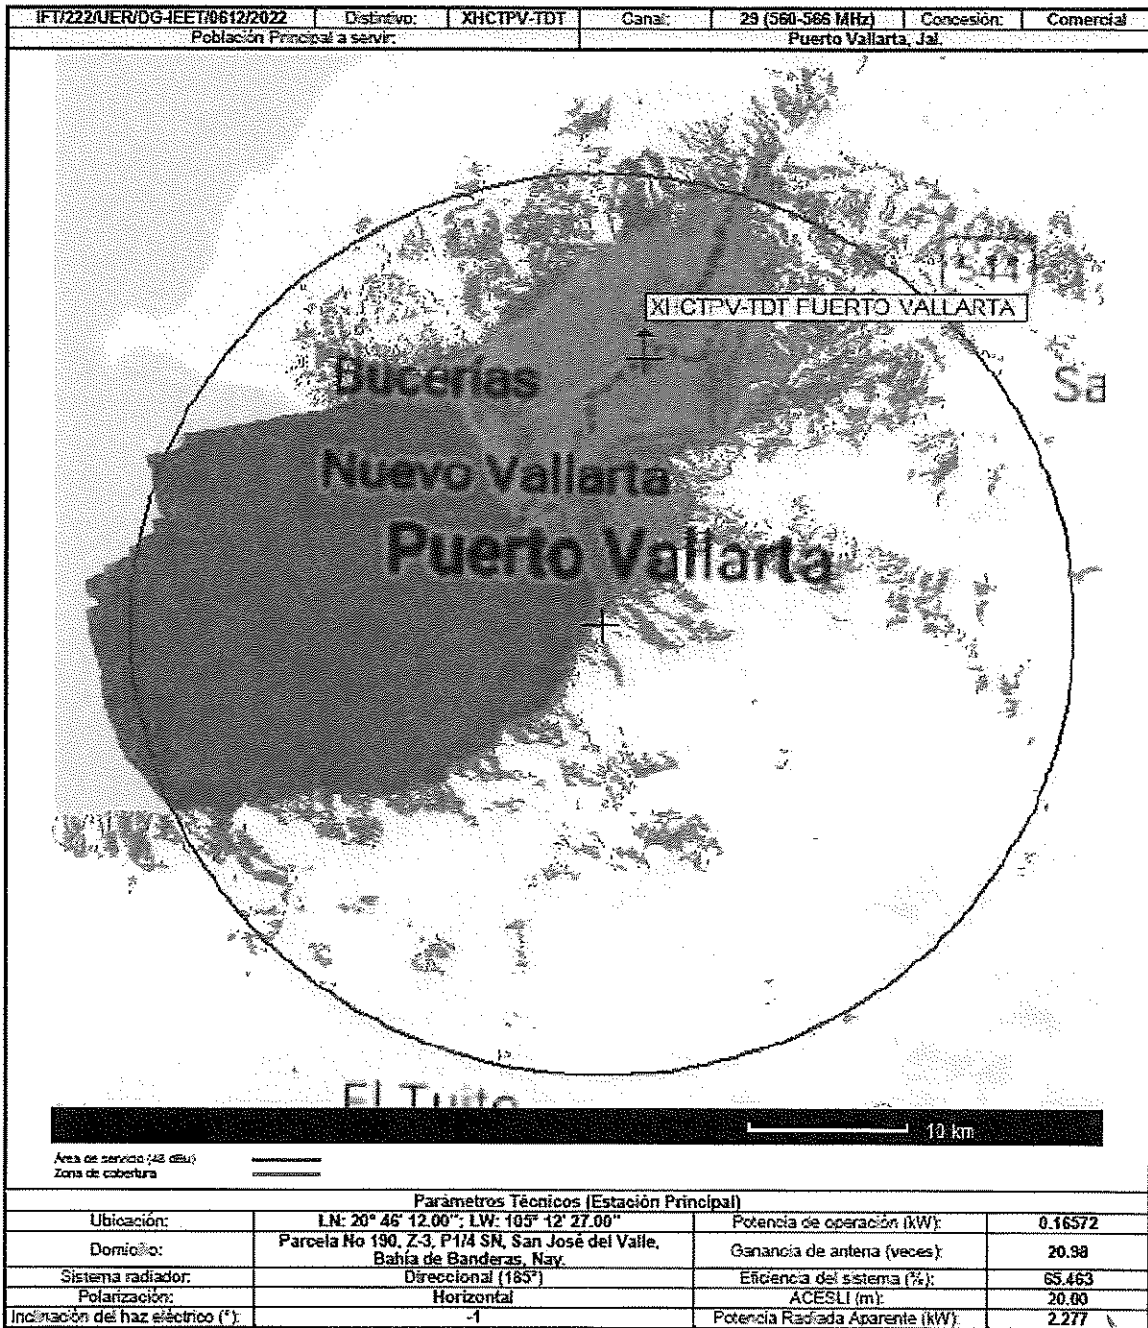 IFT/222/UER/DG-IEET/0612/2022 Distintivo: XHCTPV-TDT Canal: 29 (560-566 MHz) Concesión: Comercial
Población Principal a servir: Puerto Vallarta, Jal.
544
XHCTPV-TDT PUERTO VALLARTA
Bucerías
Sa
Nuevo Vallarta
Puerto Vallarta
El Tuito
10 km
Área de servicio (48 dBu)
Zona de cobertura
Parámetros Técnicos (Estación Principal)
Ubicación: LN: 20° 46' 12.00"; LW: 105° 12' 27.00" Potencia de operación (kW): 0.16572
Domicilio: Parcela No 190, Z-3, P1/4 SN, San José del Valle, Bahía de Banderas, Nay. Ganancia de antena (veces): 20.98
Sistema radiador: Direccional (185°) Eficiencia del sistema (%): 65.463
Polarización: Horizontal ACESLI (m): 20.00
Inclinación del haz eléctrico (°): -1 Potencia Radiada Aparente (kW): 2.277